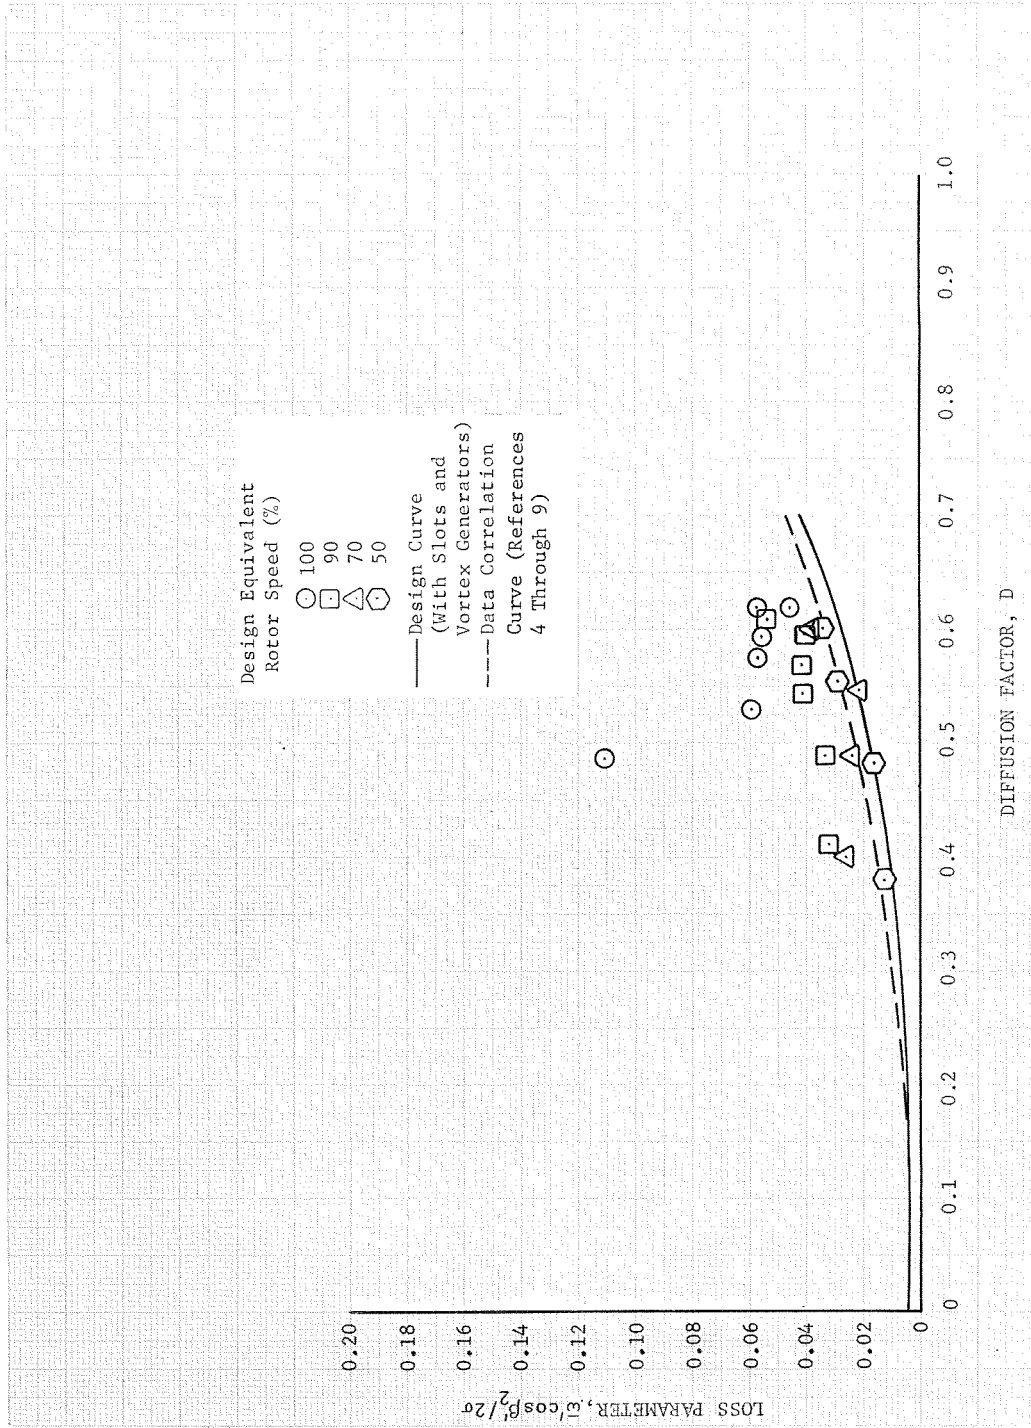 Design Equivalent
Rotor Speed (%)
100
90
70
50
Design Curve
(With Slots and
Vortex Generators)
Data Correlation
Curve (References
4 Through 9)
LOSS PARAMETER, ω̄'cosβ'₂/2σ
0.20
0.18
0.16
0.14
0.12
0.10
0.08
0.06
0.04
0.02
0
0 0.1 0.2 0.3 0.4 0.5 0.6 0.7 0.8 0.9 1.0
DIFFUSION FACTOR, D